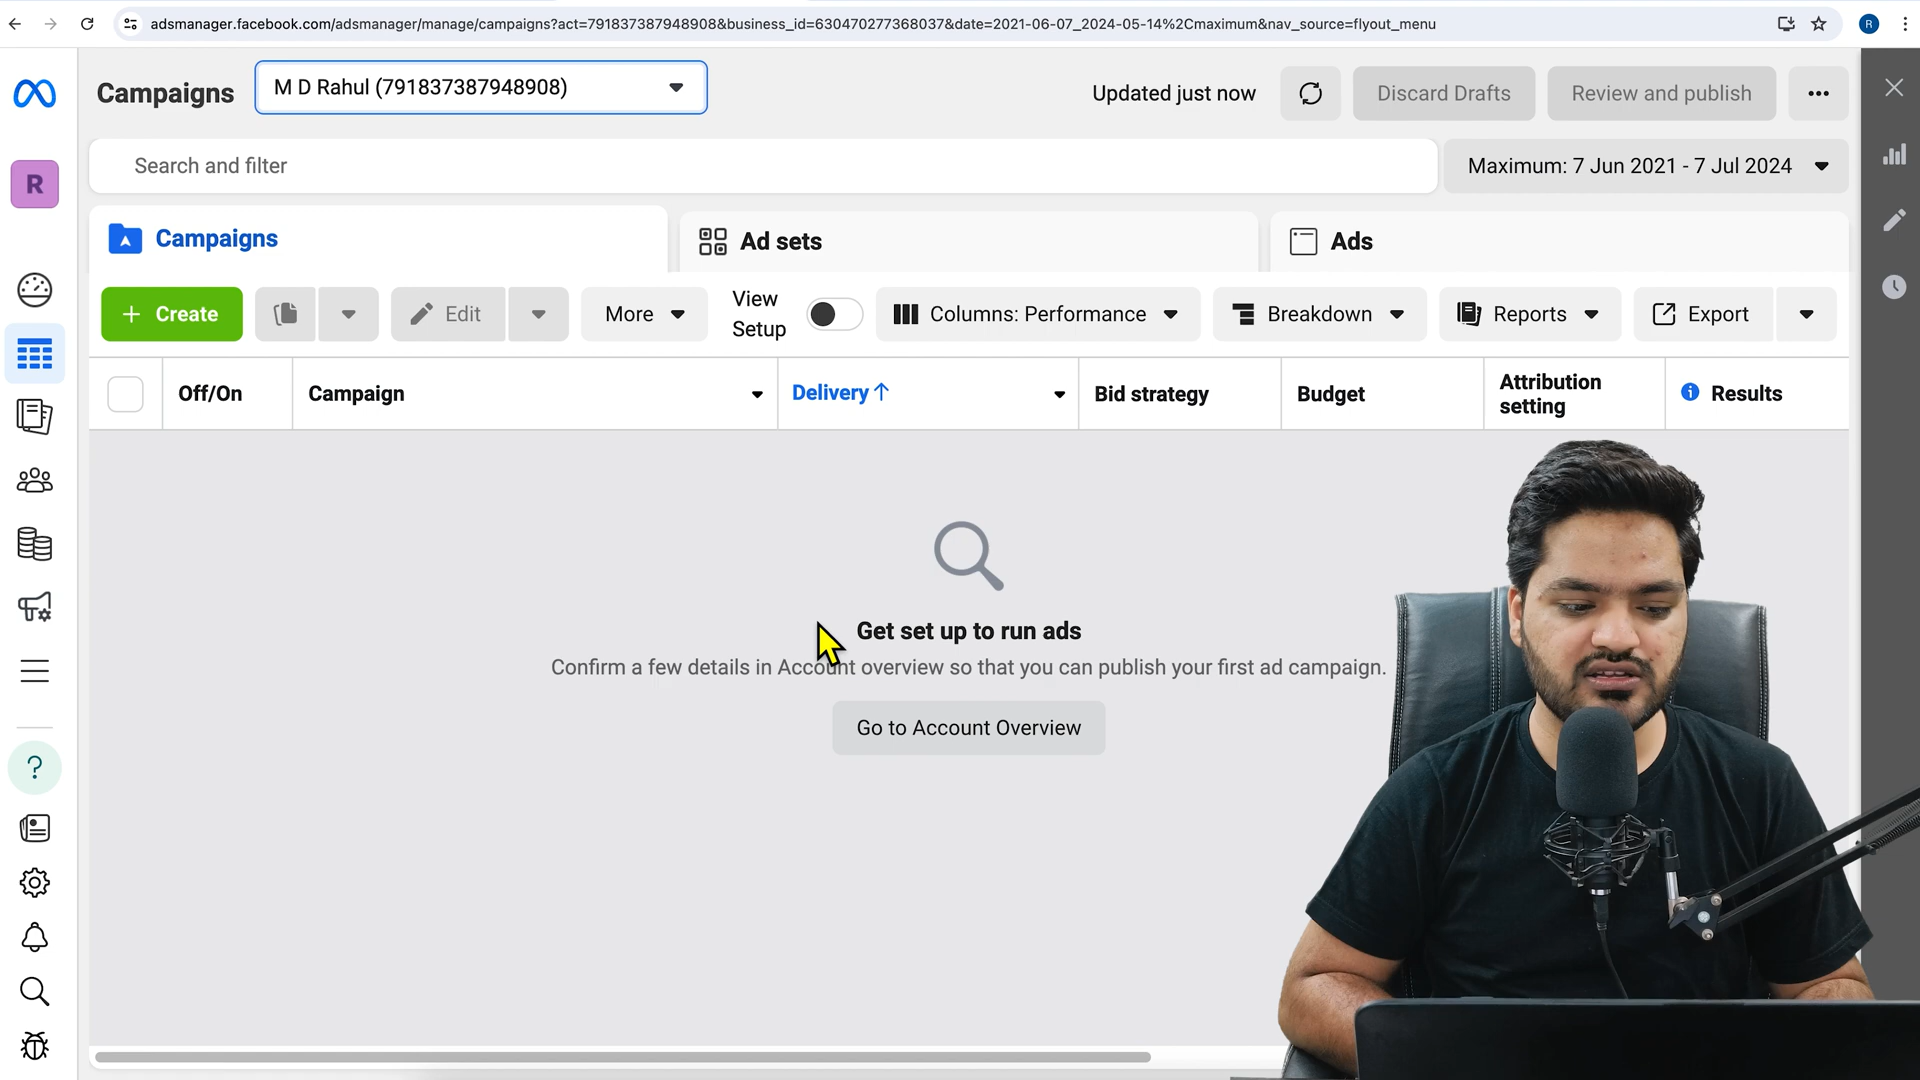 adsmanager.facebook.com/adsmanager/manage/campaigns?act=791837387948908&business_id=630470277368037&date=2021-06-07_2024-05-14%2Cmaximum&nav_source=flyout_menu
R
Campaigns
M D Rahul (791837387948908)
Updated just now
Discard Drafts
Review and publish
R
Search and filter
Maximum: 7 Jun 2021 - 7 Jul 2024
Campaigns
Ad sets
Ads
+ Create
Edit
More
View
Setup
Columns: Performance
Breakdown
Reports
Export
Off/On
Campaign
Delivery ↑
Bid strategy
Budget
Attribution
setting
Results
Get set up to run ads
Confirm a few details in Account overview so that you can publish your first ad campaign.
Go to Account Overview
?